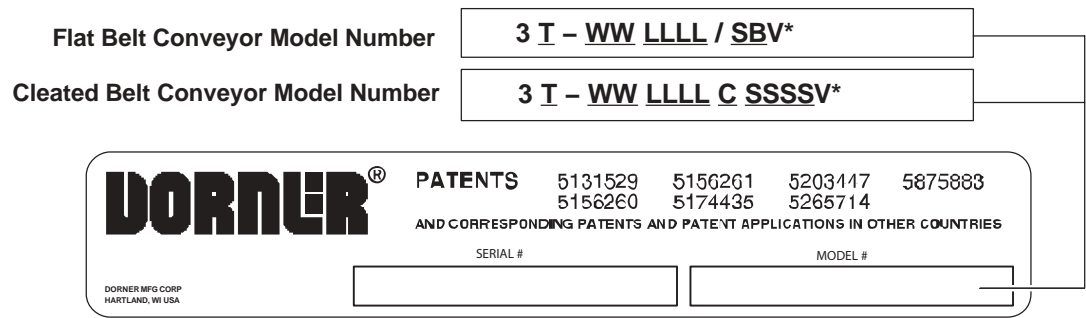 Flat Belt Conveyor Model Number
3 T – WW LLLL / SBV*
Cleated Belt Conveyor Model Number
3 T – WW LLLL C SSSSV*
DORNER®
PATENTS 5131529 5156261 5203447 5875883
5156260 5174435 5265714
AND CORRESPONDING PATENTS AND PATENT APPLICATIONS IN OTHER COUNTRIES
SERIAL # MODEL #
DORNER MFG CORP
HARTLAND, WI USA